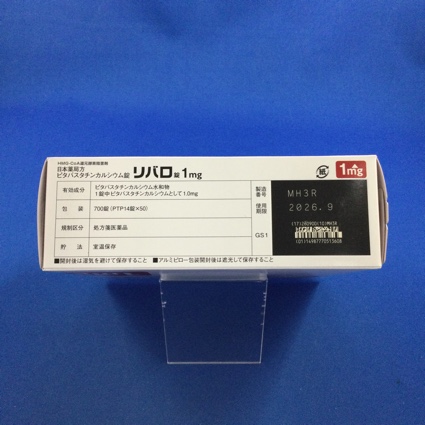 HMG-CoA還元酵素阻害剤
日本薬局方
ピタバスタチンカルシウム錠 リバロ錠1mg
紙
1mg
有効成分 ピタバスタチンカルシウム水和物
1錠中ピタバスタチンカルシウムとして1.0mg
包装 700錠（PTP14錠×50）
規制区分 処方箋医薬品
貯法 室温保存
製造番号 MH3R
使用期限 2026.9
GS1
■開封後は湿気を避けて保存すること ■アルミピロー包装開封後は遮光して保存すること